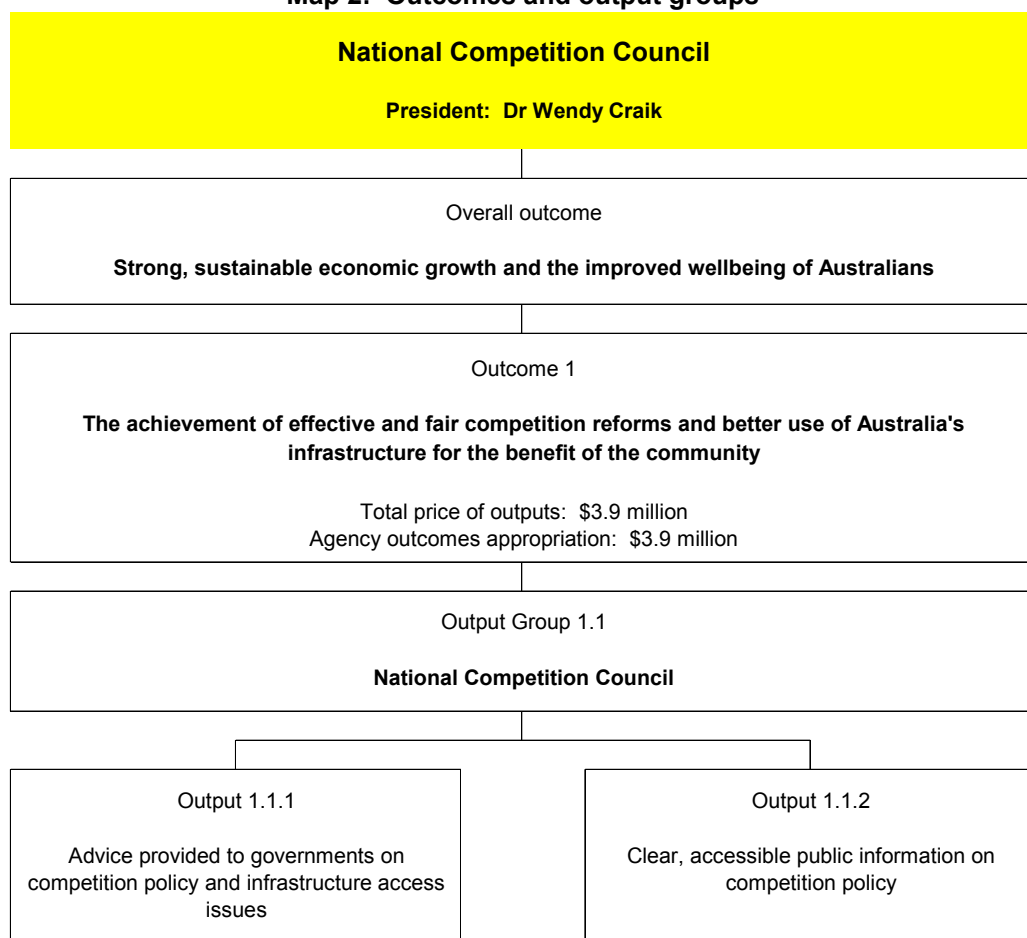 Map 2: Outcomes and output groups
National Competition Council
President: Dr Wendy Craik
Overall outcome
Strong, sustainable economic growth and the improved wellbeing of Australians
Outcome 1
The achievement of effective and fair competition reforms and better use of Australia's
infrastructure for the benefit of the community
Total price of outputs: $3.9 million
Agency outcomes appropriation: $3.9 million
Output Group 1.1
National Competition Council
Output 1.1.1
Advice provided to governments on
competition policy and infrastructure access
issues
Output 1.1.2
Clear, accessible public information on
competition policy